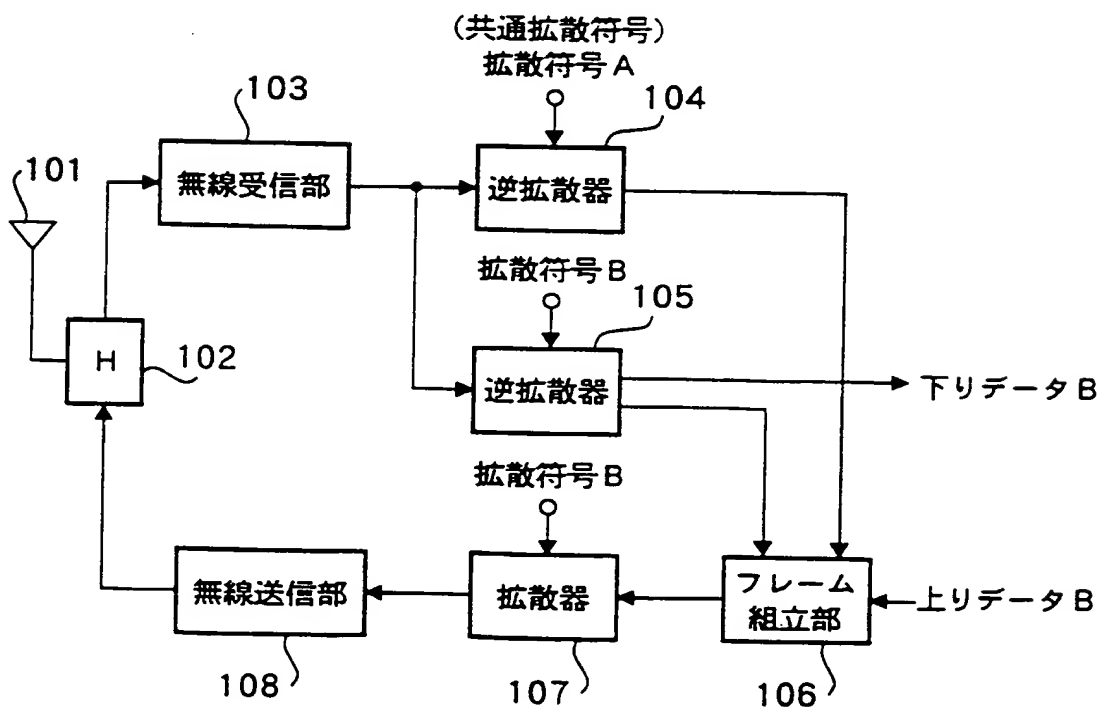 (共通拡散符号)
拡散符号A
103
104
101
無線受信部
逆拡散器
拡散符号B
105
H
102
逆拡散器
下りデータB
拡散符号B
無線送信部
拡散器
フレーム
組立部
上りデータB
108
107
106